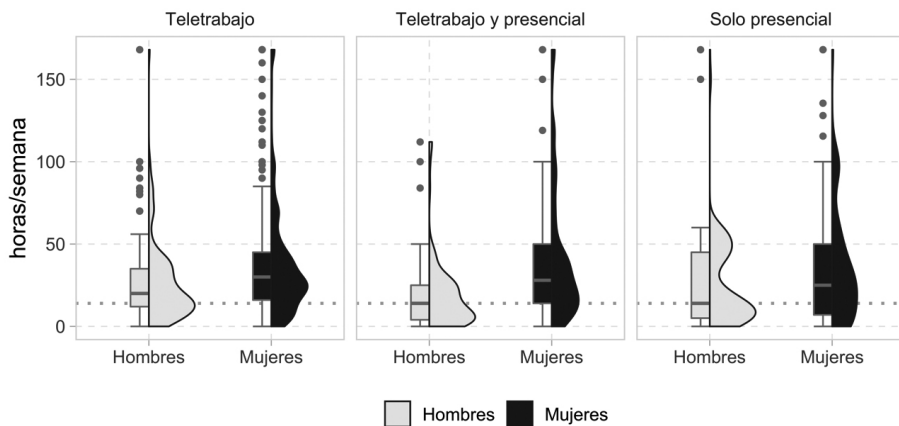 Teletrabajo
Teletrabajo y presencial
Solo presencial
horas/semana
150
100
50
0
Hombres
Mujeres
Hombres
Mujeres
Hombres
Mujeres
Hombres
Mujeres